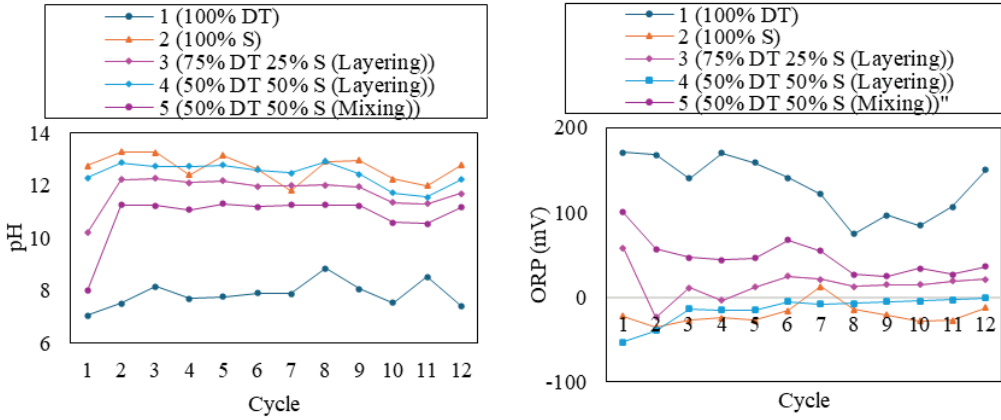 1 (100% DT)
2 (100% S)
3 (75% DT 25% S (Layering))
4 (50% DT 50% S (Layering))
5 (50% DT 50% S (Mixing))
14
12
10
8
6
pH
1 2 3 4 5 6 7 8 9 10 11 12
Cycle
1 (100% DT)
2 (100% S)
3 (75% DT 25% S (Layering))
4 (50% DT 50% S (Layering))
5 (50% DT 50% S (Mixing))"
200
100
0
-100
ORP (mV)
1 2 3 4 5 6 7 8 9 10 11 12
Cycle